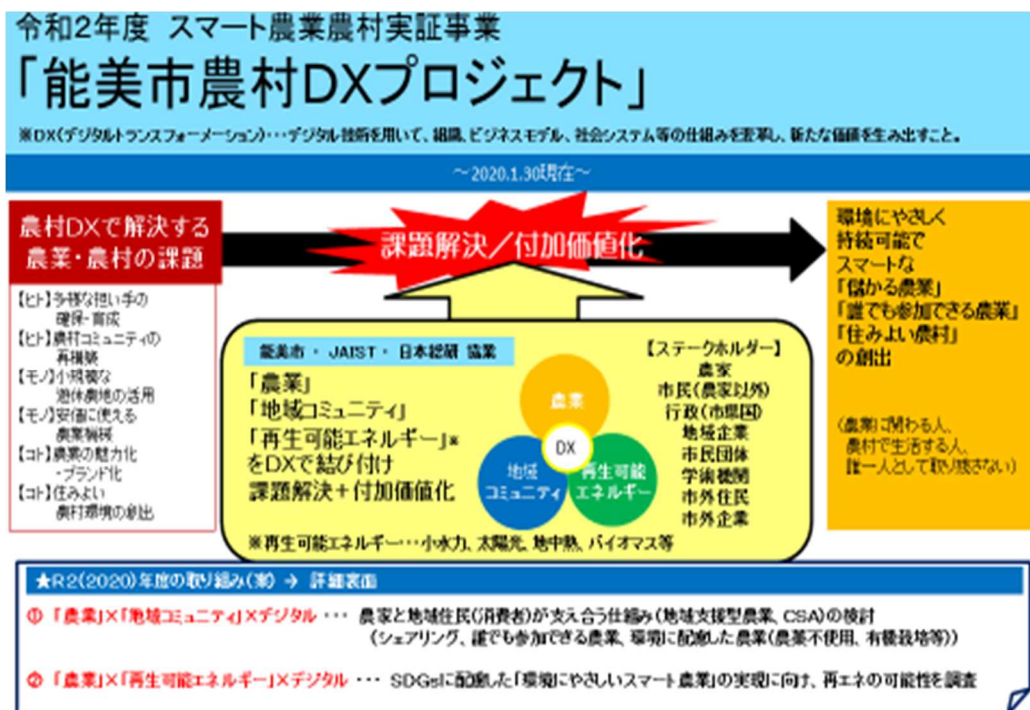 令和2年度 スマート農業農村実証事業
「能美市農村DXプロジェクト」
※DX(デジタルトランスフォーメーション)･･･デジタル技術を用いて、組織、ビジネスモデル、社会システム等の仕組みを変革し、新たな価値を生み出すこと。
～2020.1.30現在～
農村DXで解決する
農業・農村の課題
【ヒト】多様な担い手の
確保・育成
【ヒト】農村コミュニティの
再構築
【モノ】小規模な
遊休農地の活用
【モノ】安価に使える
農業機械
【コト】農業の魅力化
・ブランド化
【コト】住みよい
農村環境の創出
課題解決／付加価値化
能美市 ・ JAIST ・ 日本総研 協業
「農業」
「地域コミュニティ」
「再生可能エネルギー」※
をDXで結び付け
課題解決+付加価値化
農業
DX
地域
コミュニティ
再生可能
エネルギー
【ステークホルダー】
農家
市民(農家以外)
行政(市県国)
地域企業
市民団体
学術機関
市外住民
市外企業
※再生可能エネルギー･･･小水力、太陽光、地中熱、バイオマス等
環境にやさしく
持続可能で
スマートな
「儲かる農業」
「誰でも参加できる農業」
「住みよい農村」
の創出
(農業に関わる人、
農村で生活する人、
誰一人として取り残さない)
★R2(2020)年度の取り組み(案) → 詳細裏面
① 「農業」×「地域コミュニティ」×デジタル ･･･ 農家と地域住民(消費者)が支え合う仕組み(地域支援型農業、CSA)の検討
(シェアリング、誰でも参加できる農業、環境に配慮した農業(農薬不使用、有機栽培等))
② 「農業」×「再生可能エネルギー」×デジタル ･･･ SDGsに配慮した「環境にやさしいスマート農業」の実現に向け、再エネの可能性を調査